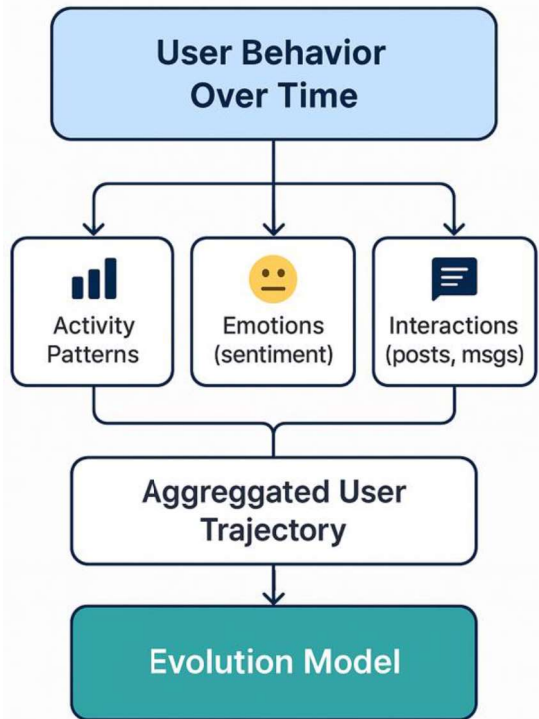 User Behavior
Over Time
Activity
Patterns
Emotions
(sentiment)
Interactions
(posts, msgs)
Aggreggated User
Trajectory
Evolution Model